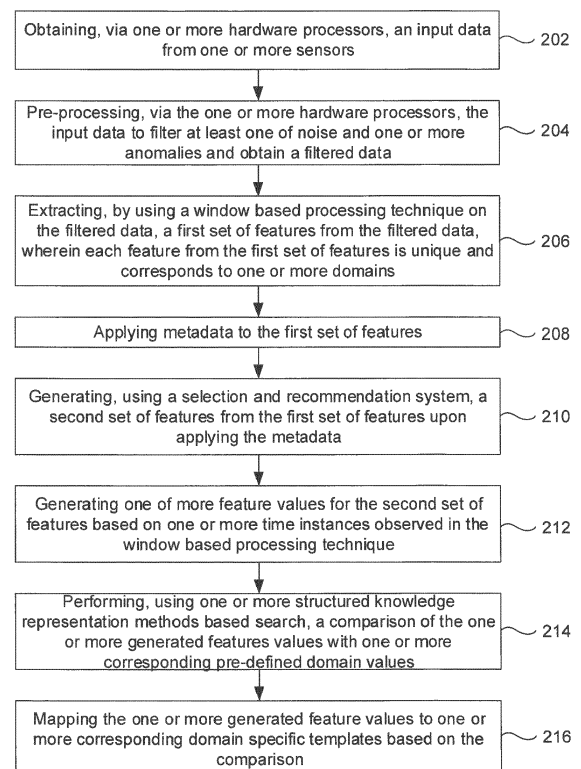 Obtaining, via one or more hardware processors, an input data
from one or more sensors
202
Pre-processing, via the one or more hardware processors, the
input data to filter at least one of noise and one or more
anomalies and obtain a filtered data
204
Extracting, by using a window based processing technique on
the filtered data, a first set of features from the filtered data,
wherein each feature from the first set of features is unique and
corresponds to one or more domains
206
Applying metadata to the first set of features
208
Generating, using a selection and recommendation system, a
second set of features from the first set of features upon
applying the metadata
210
Generating one of more feature values for the second set of
features based on one or more time instances observed in the
window based processing technique
212
Performing, using one or more structured knowledge
representation methods based search, a comparison of the one
or more generated features values with one or more
corresponding pre-defined domain values
214
Mapping the one or more generated feature values to one or
more corresponding domain specific templates based on the
comparison
216